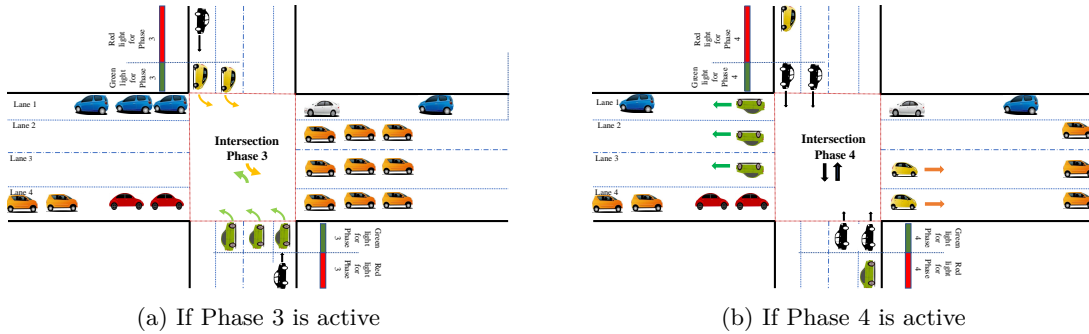 Red
light
for
Phase
3
Green
light
for
Phase
3
Lane 1
Lane 2
Lane 3
Lane 4
Intersection
Phase 3
Green
light
for
Phase
3
Red
light
for
Phase
3
(a) If Phase 3 is active
Red
light
for
Phase
4
Green
light
for
Phase
4
Lane 1
Lane 2
Lane 3
Lane 4
Intersection
Phase 4
Green
light
for
Phase
4
Red
light
for
Phase
4
(b) If Phase 4 is active